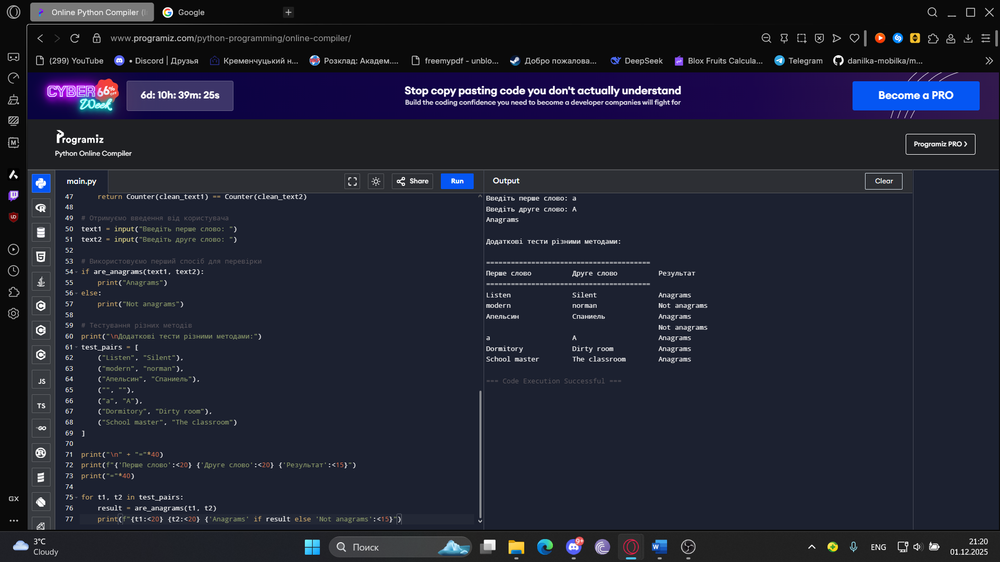 Online Python Compiler (I
Google
www.programiz.com/python-programming/online-compiler/
(299) YouTube
• Discord | Друзья
Кременчуцький н...
Розклад: Академ....
freemypdf - unblo...
Добро пожалова...
DeepSeek
Blox Fruits Calcula...
Telegram
danilka-mobilka/m...
CYBER Week
66% OFF
6d: 10h: 39m: 25s
Stop copy pasting code you don't actually understand
Build the coding confidence you need to become a developer companies will fight for
Become a PRO
Programiz
Python Online Compiler
Programiz PRO
main.py
Share
Run
Output
Clear
47     return Counter(clean_text1) == Counter(clean_text2)
48
49 # Отримуємо введення від користувача
50 text1 = input("Введіть перше слово: ")
51 text2 = input("Введіть друге слово: ")
52
53 # Використовуємо перший спосіб для перевірки
54 if are_anagrams(text1, text2):
55     print("Anagrams")
56 else:
57     print("Not anagrams")
58
59 # Тестування різних методів
60 print("\nДодаткові тести різними методами:")
61 test_pairs = [
62     ("Listen", "Silent"),
63     ("modern", "norman"),
64     ("Апельсин", "Спаниель"),
65     ("", ""),
66     ("a", "A"),
67     ("Dormitory", "Dirty room"),
68     ("School master", "The classroom")
69 ]
70
71 print("\n" + "="*40)
72 print(f"{'Перше слово':<20} {'Друге слово':<20} {'Результат':<15}")
73 print("="*40)
74
75 for t1, t2 in test_pairs:
76     result = are_anagrams(t1, t2)
77     print(f"{t1:<20} {t2:<20} {'Anagrams' if result else 'Not anagrams':<15}")
Введіть перше слово: a
Введіть друге слово: A
Anagrams
Додаткові тести різними методами:
========================================
Перше слово Друге слово Результат
========================================
Listen Silent Anagrams
modern norman Not anagrams
Апельсин Спаниель Anagrams
Not anagrams
a A Anagrams
Dormitory Dirty room Anagrams
School master The classroom Anagrams
=== Code Execution Successful ===
JS
TS
GO
GX
3°C
Cloudy
Поиск
9+
ENG
21:20
01.12.2025